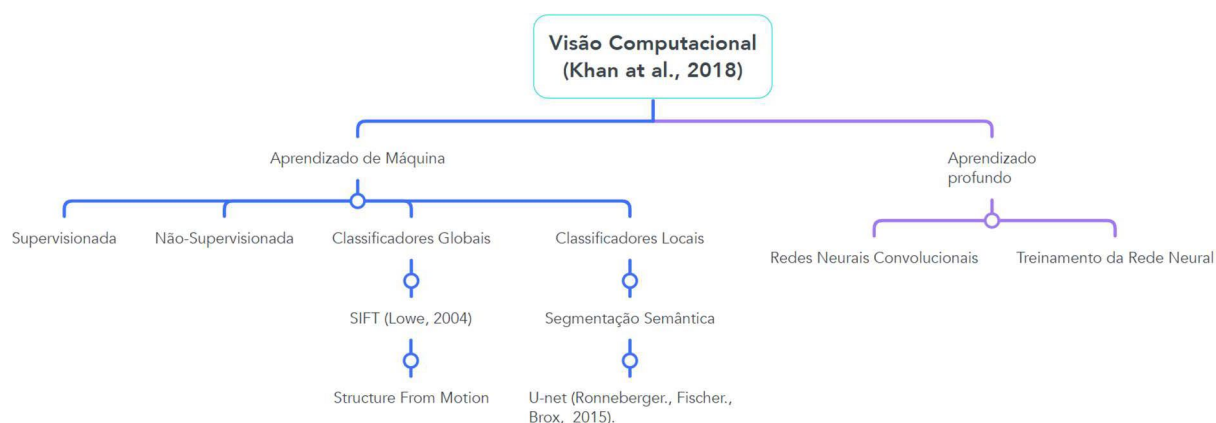 Visão Computacional
(Khan at al., 2018)
Aprendizado de Máquina
Aprendizado
profundo
Supervisionada
Não-Supervisionada
Classificadores Globais
Classificadores Locais
Redes Neurais Convolucionais
Treinamento da Rede Neural
SIFT (Lowe, 2004)
Segmentação Semântica
Structure From Motion
U-net (Ronneberger., Fischer.,
Brox, 2015).